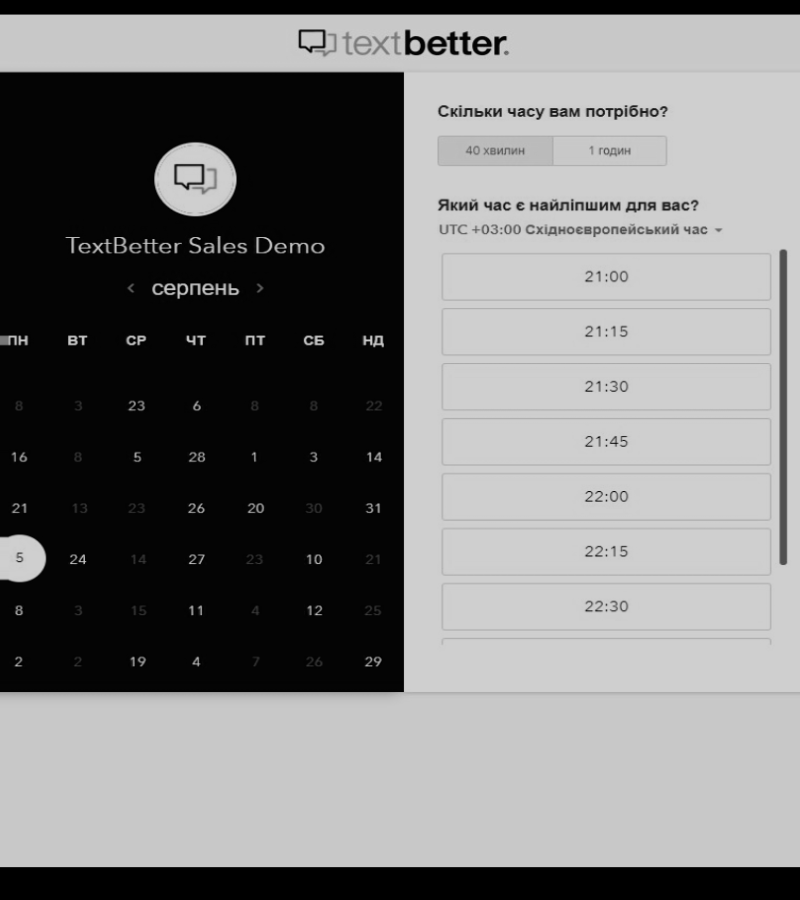 textbetter.
TextBetter Sales Demo
серпень
ПН ВТ СР ЧТ ПТ СБ НД
8 3 23 6 8 8 22
16 8 5 28 1 3 14
21 13 23 26 20 30 31
5 24 14 27 23 10 21
8 3 15 11 4 12 25
2 2 19 4 7 26 29
Скільки часу вам потрібно?
40 хвилин 1 годин
Який час є найліпшим для вас?
UTC +03:00 Східноєвропейський час
21:00
21:15
21:30
21:45
22:00
22:15
22:30